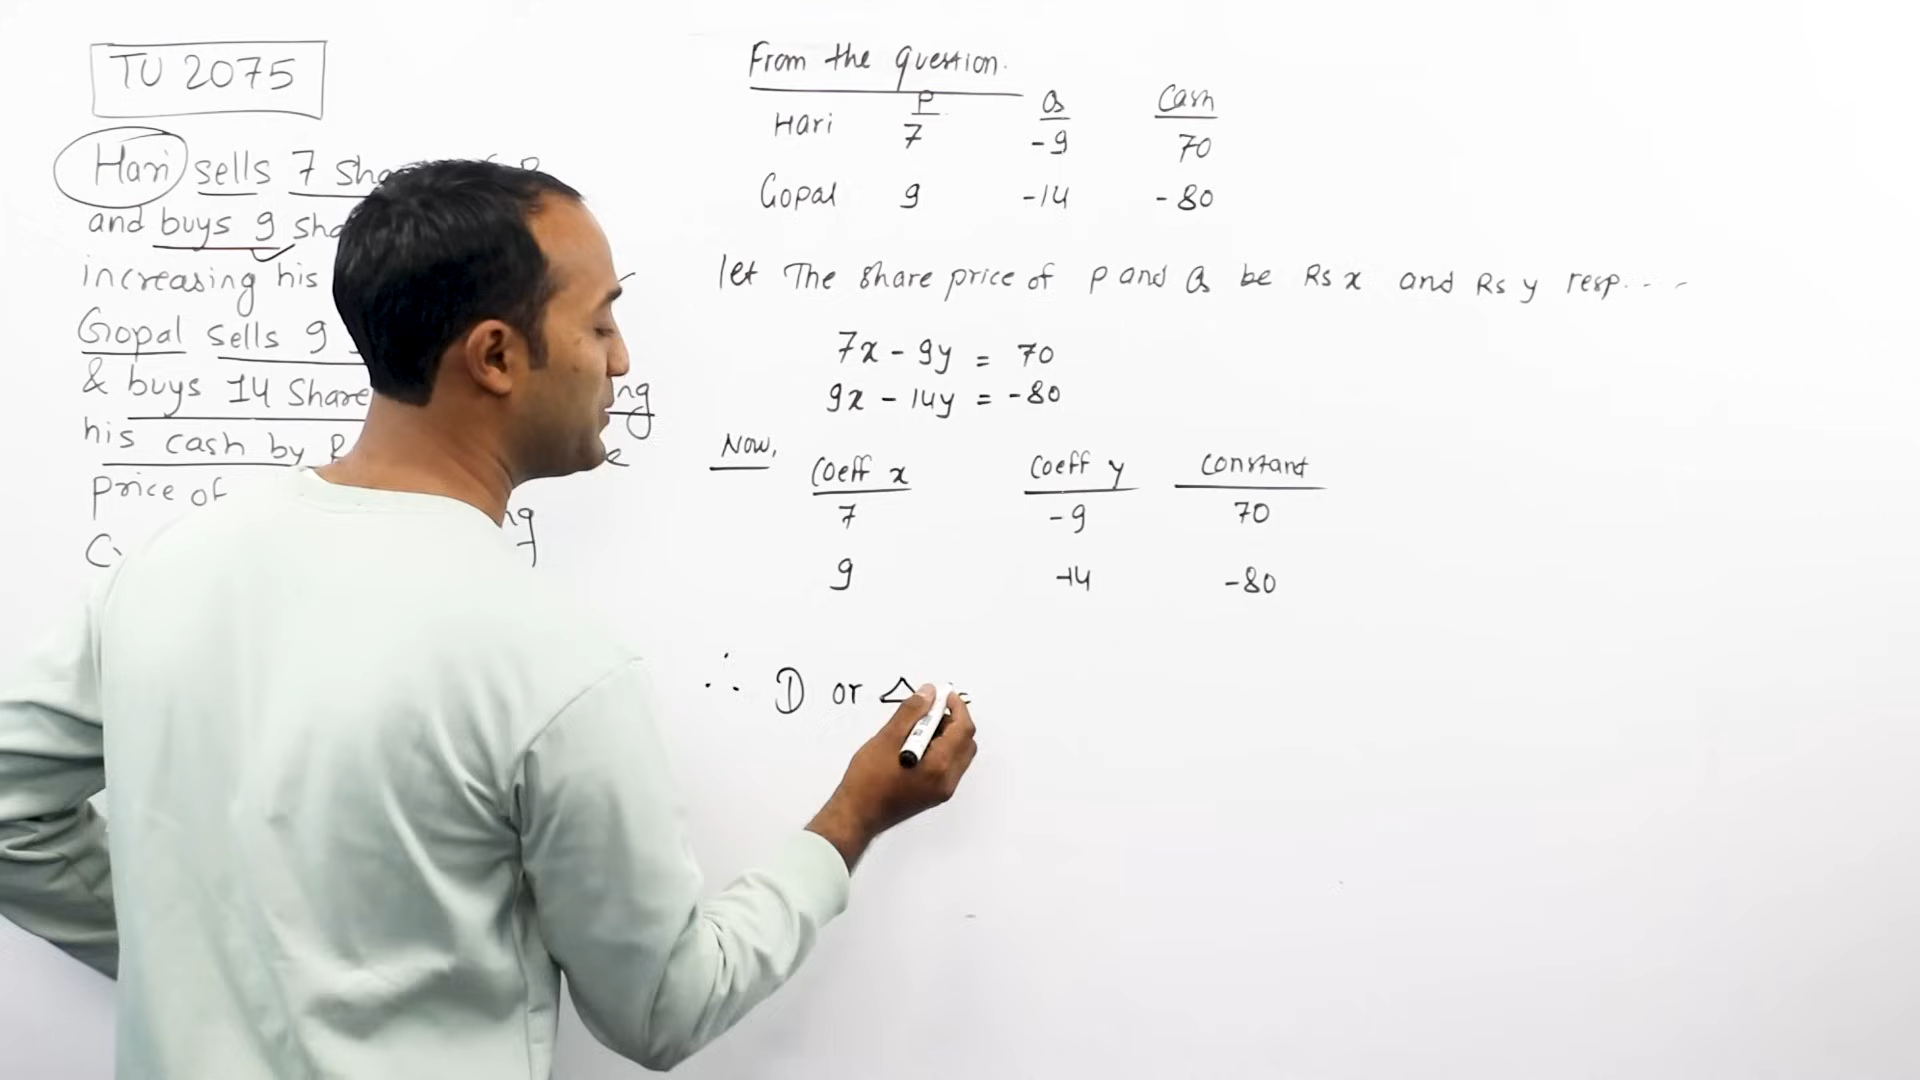 TU 2075
Hari sells 7
and buys 9
increasing his
Gopal sells 9
& buys 14 Share
his cash by
price of
From the question.
P Q Cash
Hari 7 -9 70
Gopal 9 -14 -80
let The share price of P and Q be Rs x and Rs y resp....
7x - 9y = 70
9x - 14y = -80
Now,
Coeff x Coeff y Constant
7 -9 70
9 -14 -80
∴ D or △ =